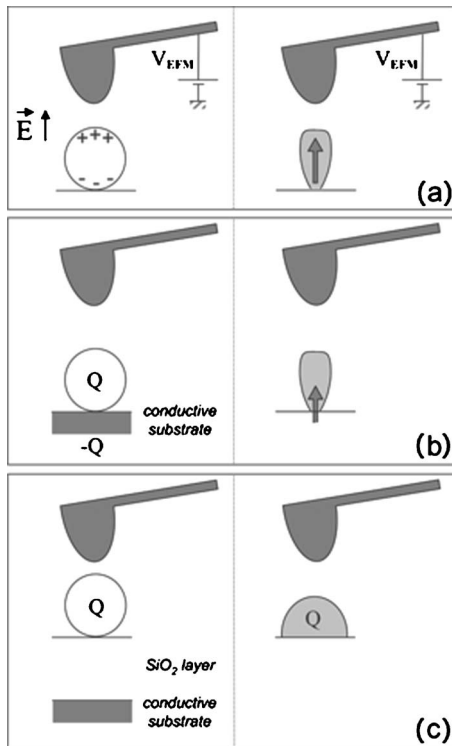 V_EFM
V_EFM
E
+ + +
- - -
(a)
Q
conductive
substrate
-Q
(b)
Q
Q
SiO₂ layer
conductive
substrate
(c)